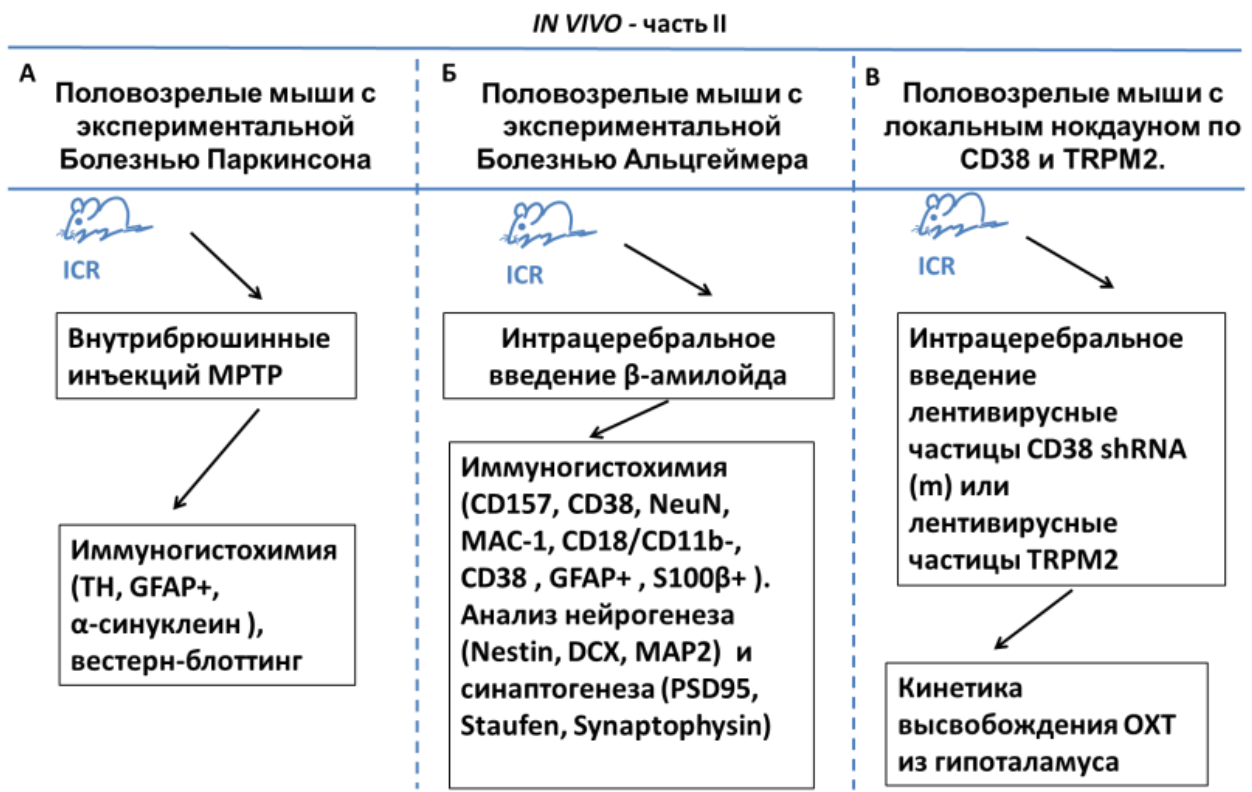 IN VIVO - часть II
А
Половозрелые мыши с
экспериментальной
Болезнью Паркинсона
ICR
Внутрибрюшинные
инъекций МРТР
Иммуногистохимия
(TH, GFAP+,
α-синуклеин ),
вестерн-блоттинг
Б
Половозрелые мыши с
экспериментальной
Болезнью Альцгеймера
ICR
Интрацеребральное
введение β-амилойда
Иммуногистохимия
(CD157, CD38, NeuN,
MAC-1, CD18/CD11b-,
CD38 , GFAP+ , S100β+ ).
Анализ нейрогенеза
(Nestin, DCX, MAP2) и
синаптогенеза (PSD95,
Staufen, Synaptophysin)
В
Половозрелые мыши с
локальным нокдауном по
CD38 и TRPM2.
ICR
Интрацеребральное
введение
лентивирусные
частицы CD38 shRNA
(m) или
лентивирусные
частицы TRPM2
Кинетика
высвобождения ОХТ
из гипоталамуса